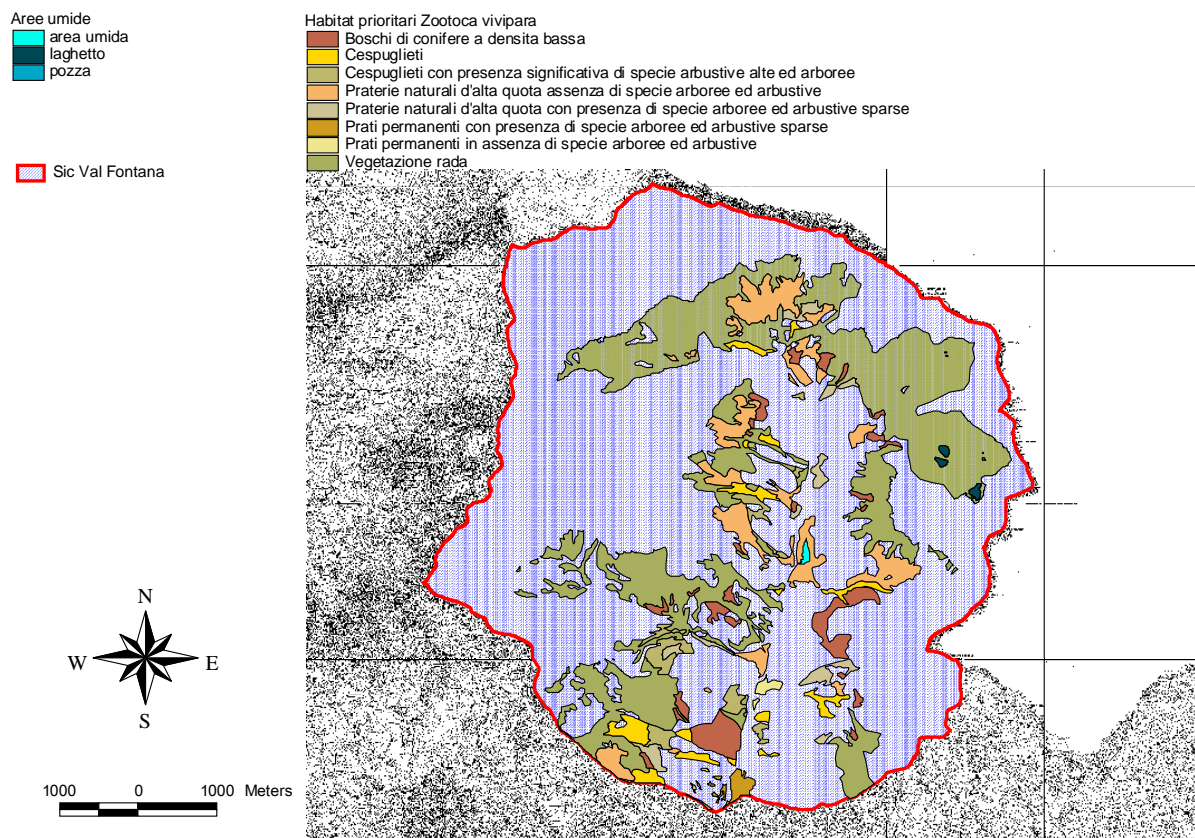 Aree umide
area umida
laghetto
pozza
Sic Val Fontana
Habitat prioritari Zootoca vivipara
Boschi di conifere a densita bassa
Cespuglieti
Cespuglieti con presenza significativa di specie arbustive alte ed arboree
Praterie naturali d'alta quota assenza di specie arboree ed arbustive
Praterie naturali d'alta quota con presenza di specie arboree ed arbustive sparse
Prati permanenti con presenza di specie arboree ed arbustive sparse
Prati permanenti in assenza di specie arboree ed arbustive
Vegetazione rada
N
W E
S
1000 0 1000 Meters